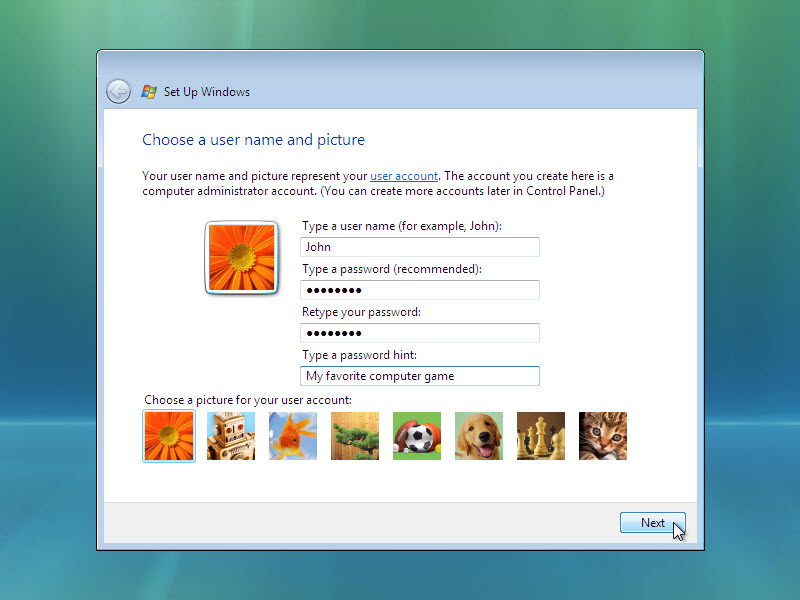 Set Up Windows
Choose a user name and picture
Your user name and picture represent your user account. The account you create here is a
computer administrator account. (You can create more accounts later in Control Panel.)
Type a user name (for example, John):
John
Type a password (recommended):
●●●●●●●●
Retype your password:
●●●●●●●●
Type a password hint:
My favorite computer game
Choose a picture for your user account:
Next